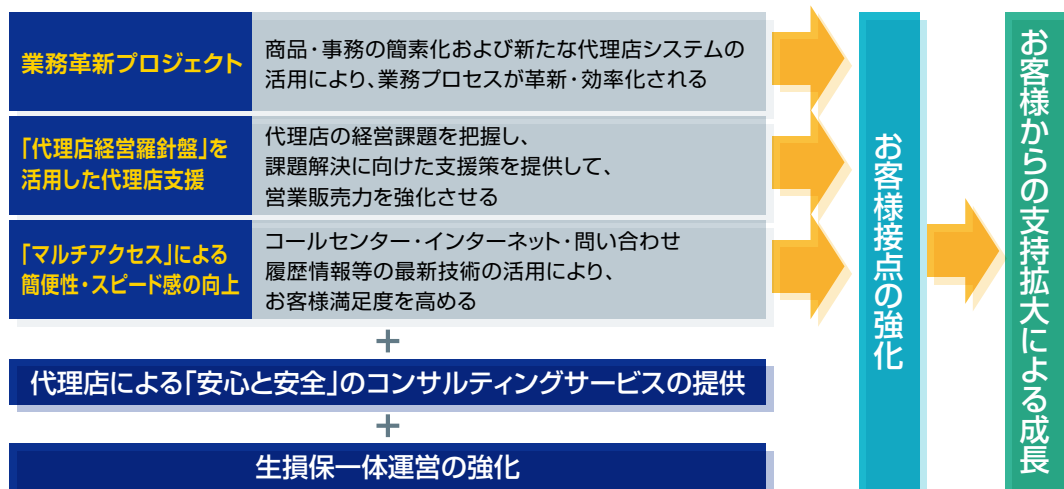 業務革新プロジェクト
商品・事務の簡素化および新たな代理店システムの
活用により、業務プロセスが革新・効率化される
「代理店経営羅針盤」を
活用した代理店支援
代理店の経営課題を把握し、
課題解決に向けた支援策を提供して、
営業販売力を強化させる
「マルチアクセス」による
簡便性・スピード感の向上
コールセンター・インターネット・問い合わせ
履歴情報等の最新技術の活用により、
お客様満足度を高める
＋
代理店による「安心と安全」のコンサルティングサービスの提供
＋
生損保一体運営の強化
お客様接点の強化
お客様からの支持拡大による成長